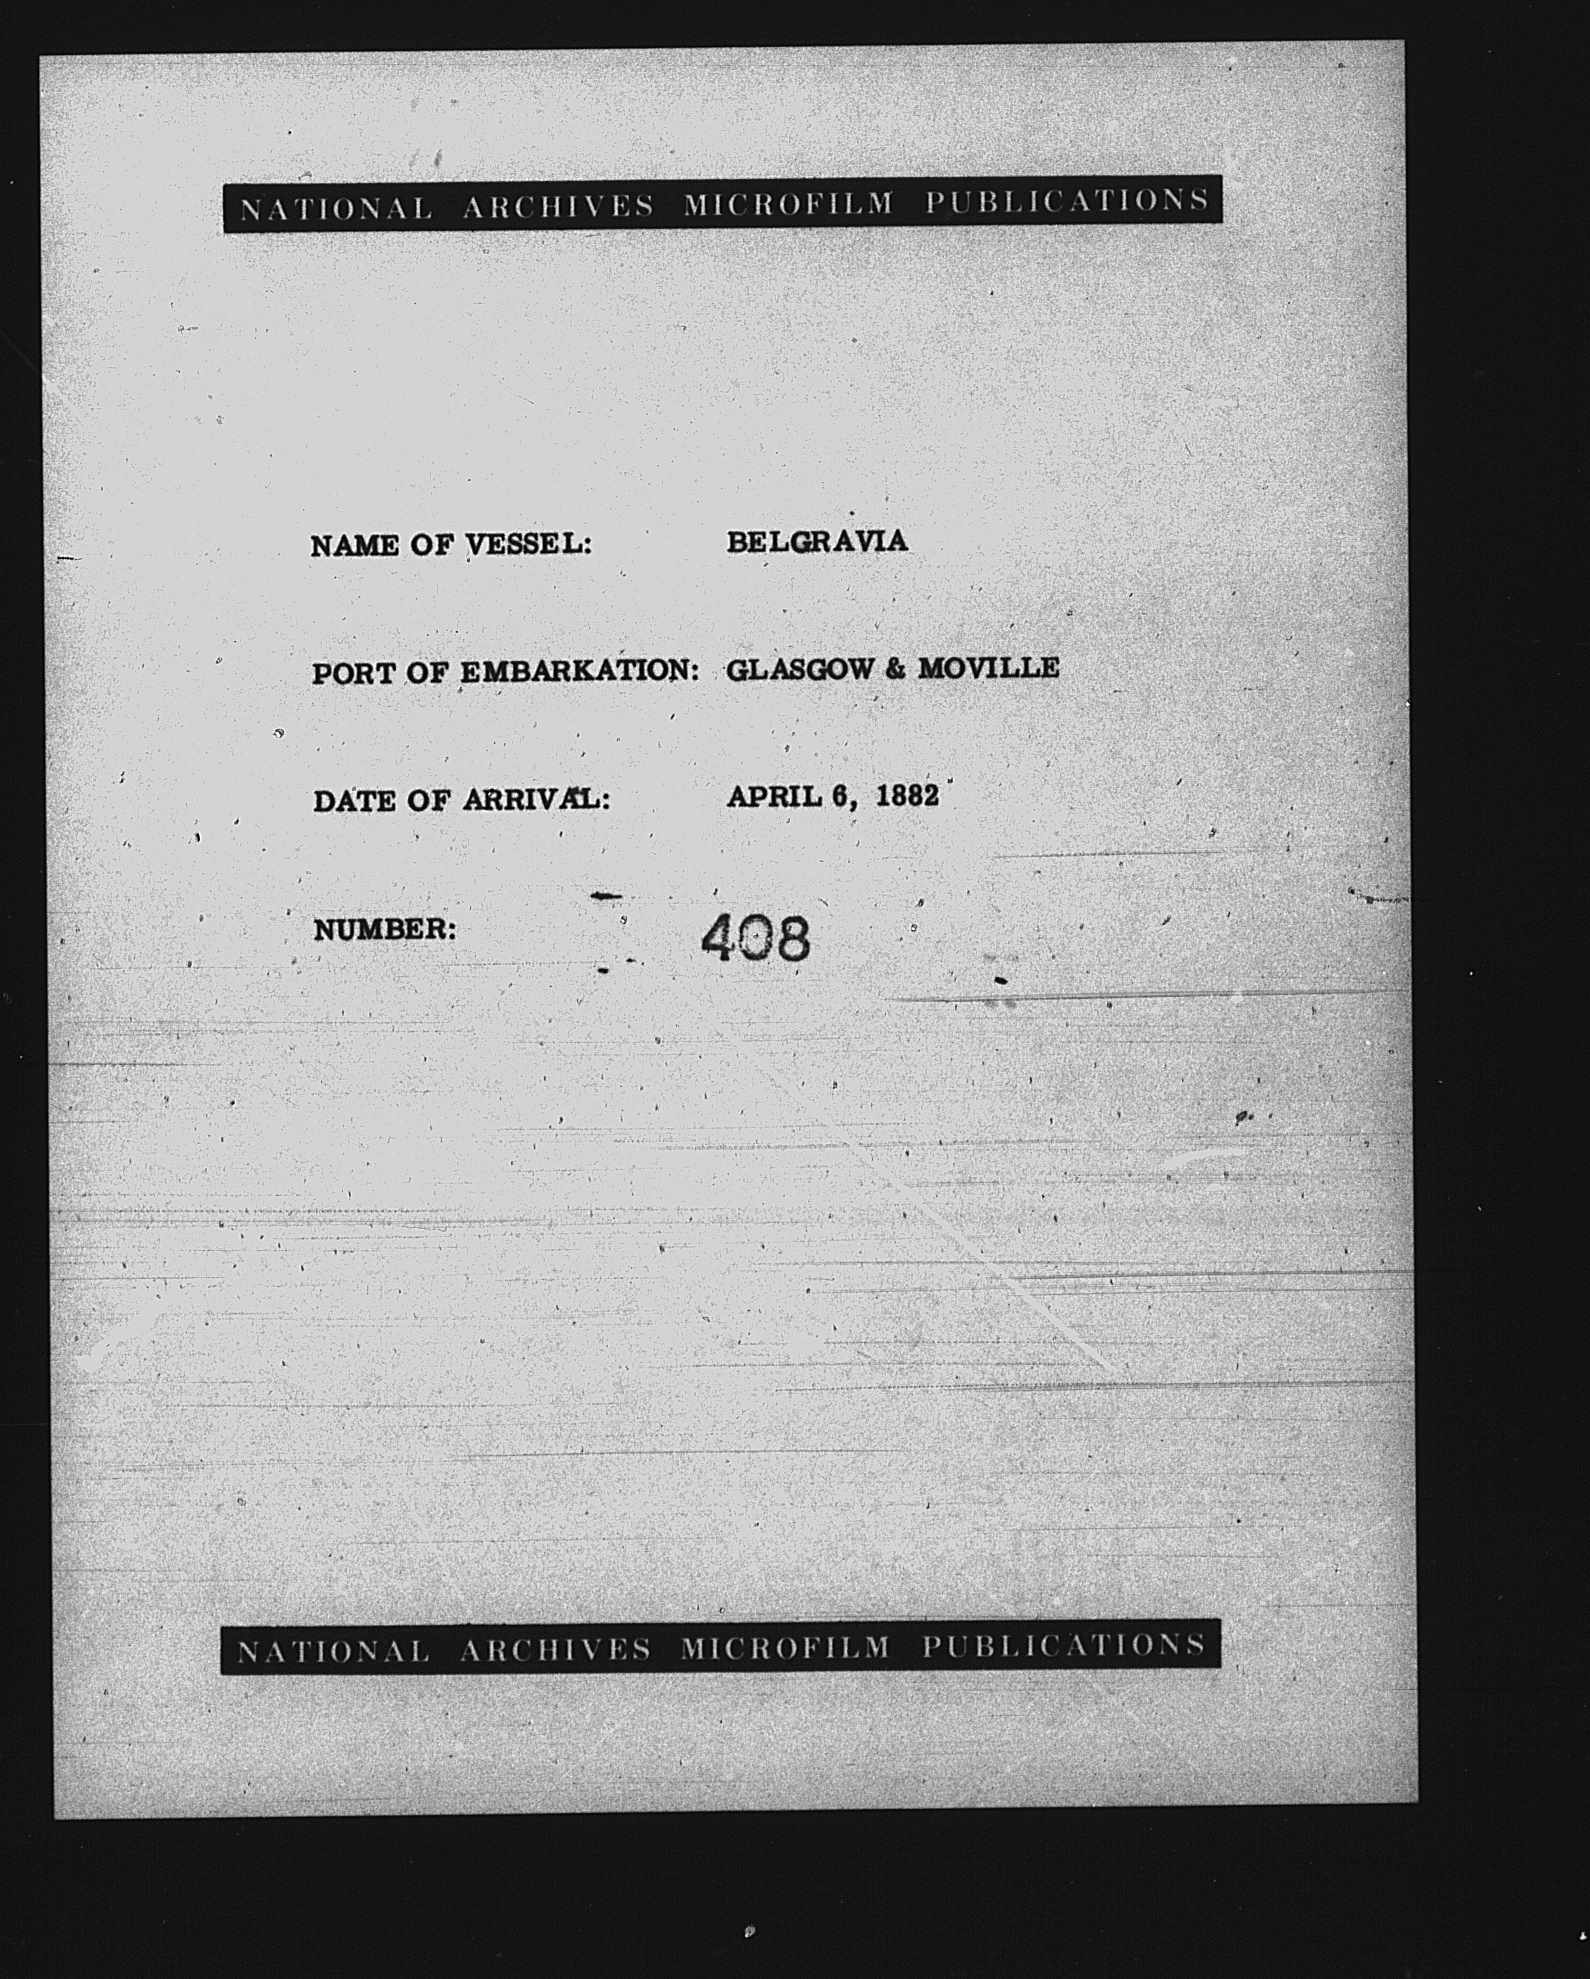 NATIONAL ARCHIVES MICROFILM PUBLICATIONS
NAME OF VESSEL: BELGRAVIA
PORT OF EMBARKATION: GLASGOW & MOVILLE
DATE OF ARRIVAL: APRIL 6, 1882
NUMBER: 408
NATIONAL ARCHIVES MICROFILM PUBLICATIONS